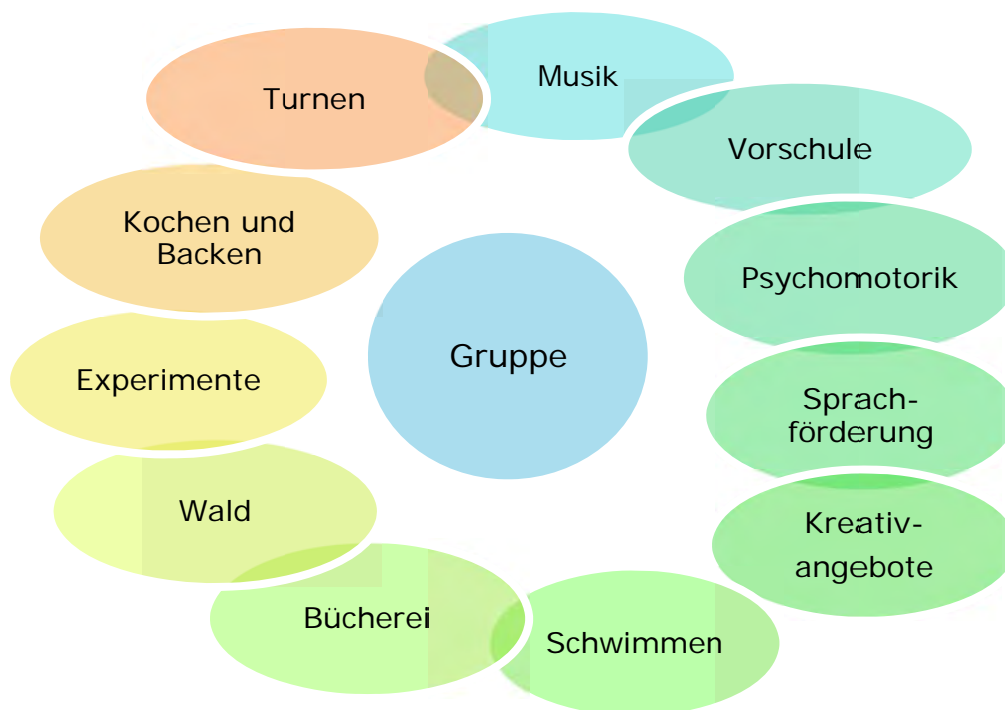 Musik
Turnen
Vorschule
Kochen und
Backen
Psychomotorik
Gruppe
Experimente
Sprach-
förderung
Wald
Kreativ-
angebote
Bücherei
Schwimmen